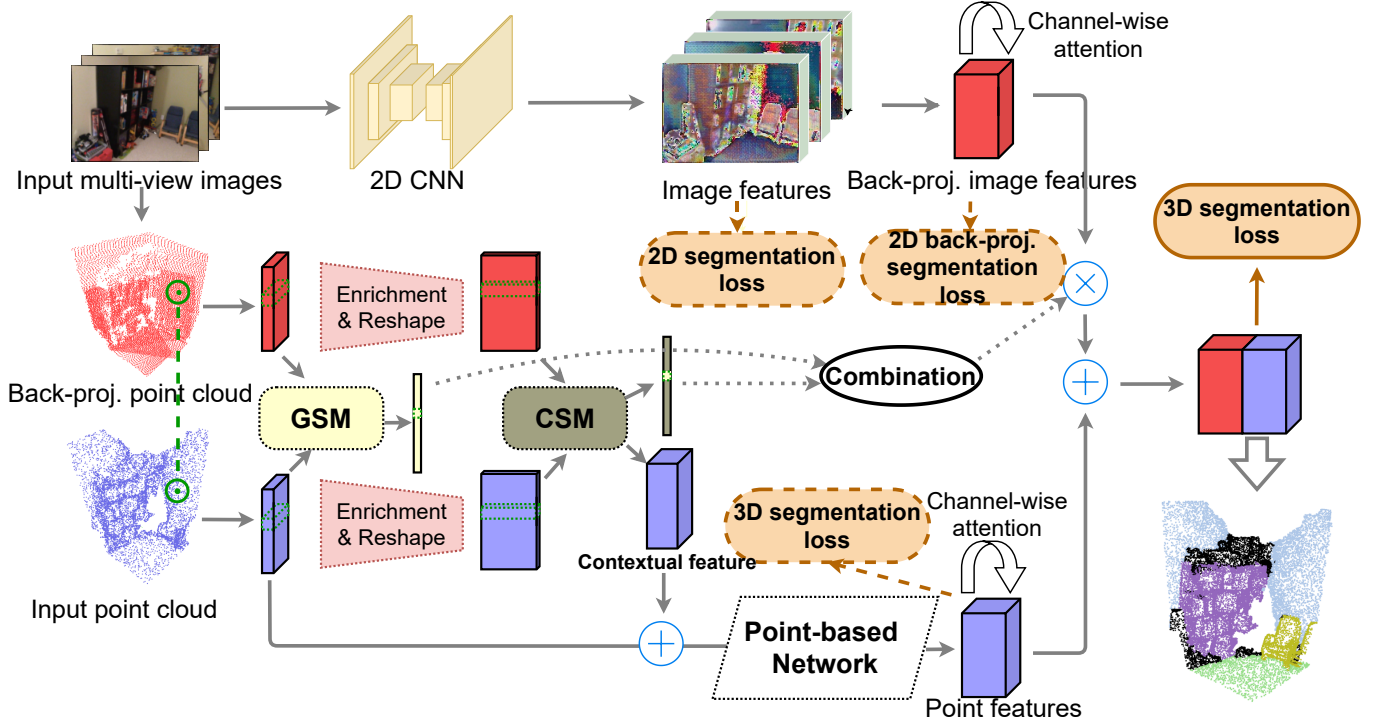 Channel-wise
attention
Input multi-view images
2D CNN
Image features
Back-proj. image features
3D segmentation
loss
2D segmentation
loss
2D back-proj.
segmentation
loss
Enrichment
& Reshape
Back-proj. point cloud
GSM
CSM
Combination
Enrichment
& Reshape
3D segmentation
loss
Channel-wise
attention
Contextual feature
Input point cloud
Point-based
Network
Point features